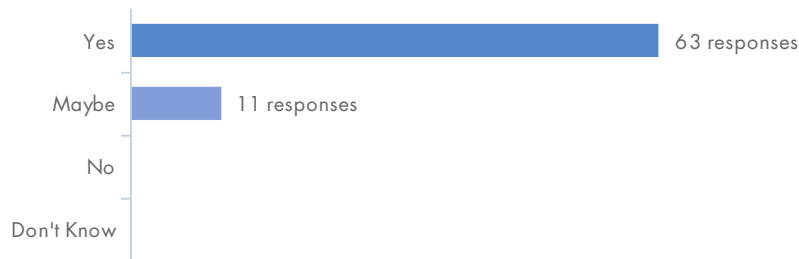 Yes 63 responses
Maybe 11 responses
No
Don't Know